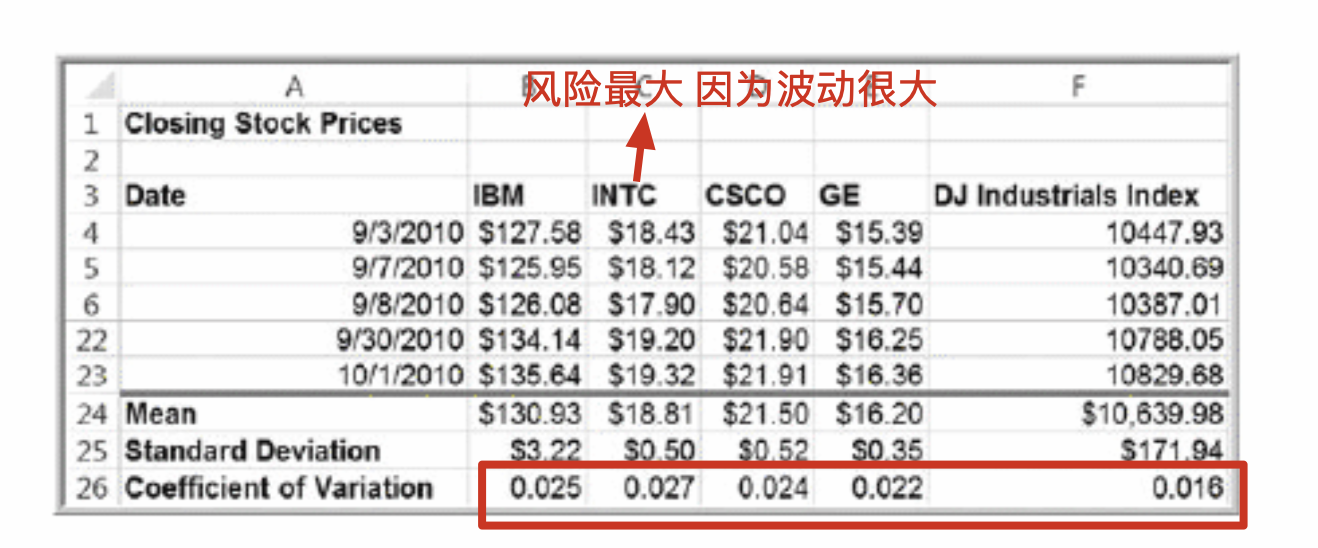 风险最大 因为波动很大
A B C D E F
1 Closing Stock Prices
2
3 Date IBM INTC CSCO GE DJ Industrials Index
4 9/3/2010 $127.58 $18.43 $21.04 $15.39 10447.93
5 9/7/2010 $125.95 $18.12 $20.58 $15.44 10340.69
6 9/8/2010 $126.08 $17.90 $20.64 $15.70 10387.01
22 9/30/2010 $134.14 $19.20 $21.90 $16.25 10788.05
23 10/1/2010 $135.64 $19.32 $21.91 $16.36 10829.68
24 Mean $130.93 $18.81 $21.50 $16.20 $10,639.98
25 Standard Deviation $3.22 $0.50 $0.52 $0.35 $171.94
26 Coefficient of Variation 0.025 0.027 0.024 0.022 0.016